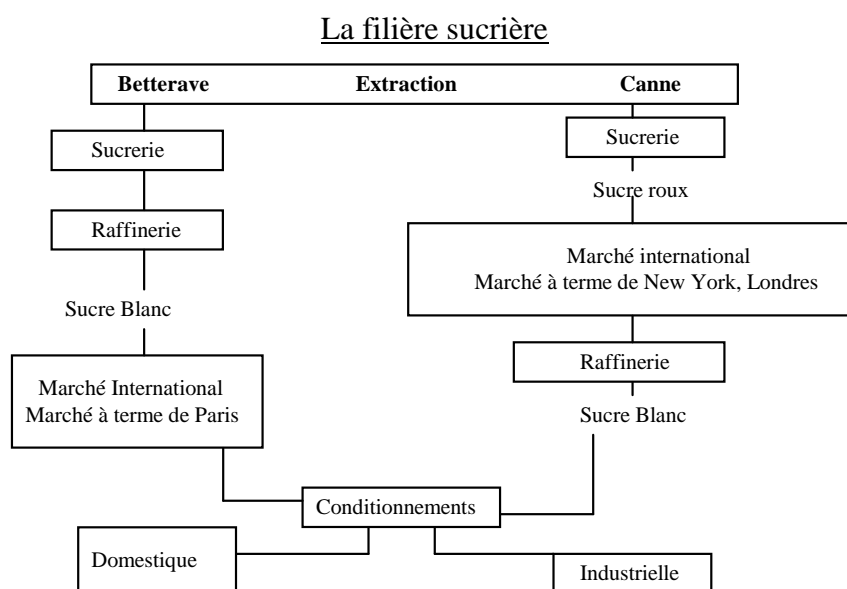 La filière sucrière
Betterave Extraction Canne
Sucrerie
Raffinerie
Sucre Blanc
Marché International
Marché à terme de Paris
Sucrerie
Sucre roux
Marché international
Marché à terme de New York, Londres
Raffinerie
Sucre Blanc
Conditionnements
Domestique
Industrielle